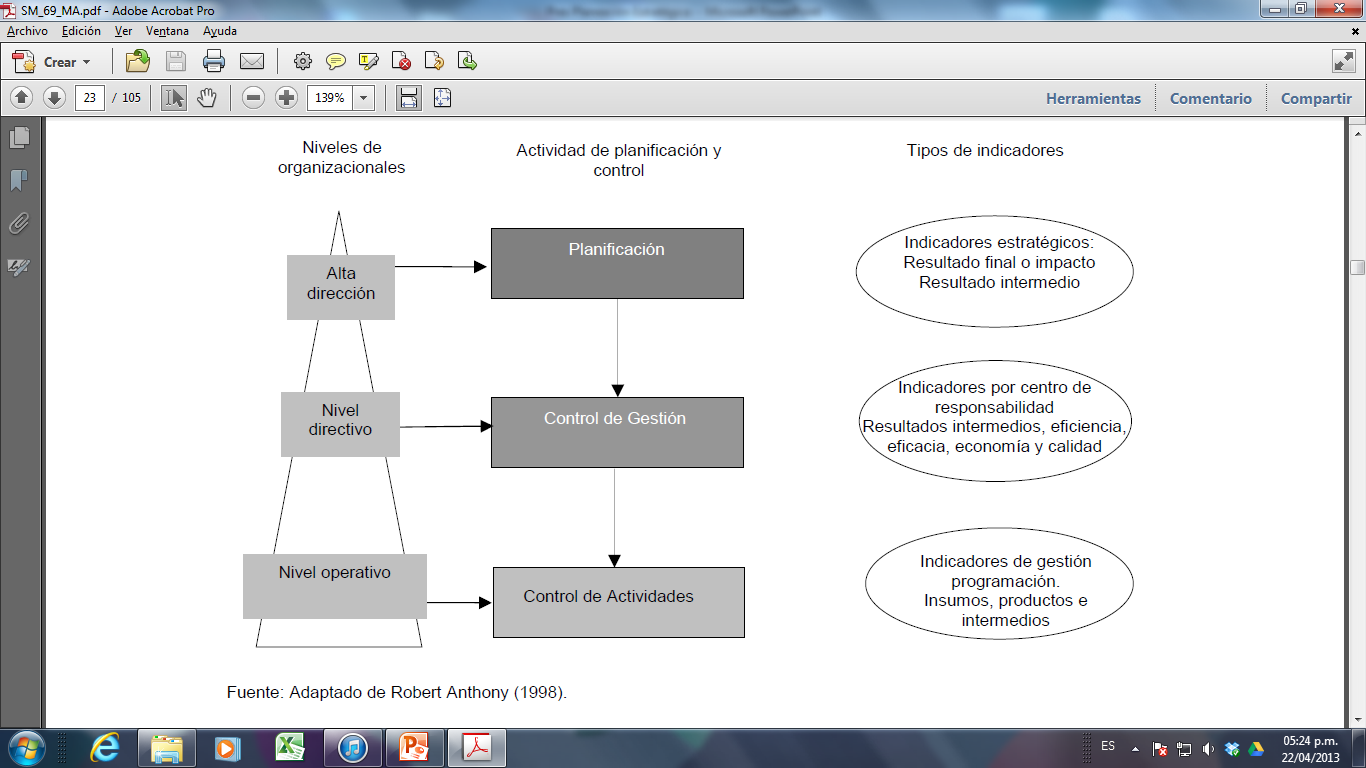 SM_69_MA.pdf - Adobe Acrobat Pro
Archivo Edición Ver Ventana Ayuda
Crear
23 / 105
139%
Herramientas Comentario Compartir
Niveles de
organizacionales
Actividad de planificación y
control
Tipos de indicadores
Alta
dirección
Planificación
Indicadores estratégicos:
Resultado final o impacto
Resultado intermedio
Nivel
directivo
Control de Gestión
Indicadores por centro de
responsabilidad
Resultados intermedios, eficiencia,
eficacia, economía y calidad
Nivel operativo
Control de Actividades
Indicadores de gestión
programación.
Insumos, productos e
intermedios
Fuente: Adaptado de Robert Anthony (1998).
ES
05:24 p.m.
22/04/2013